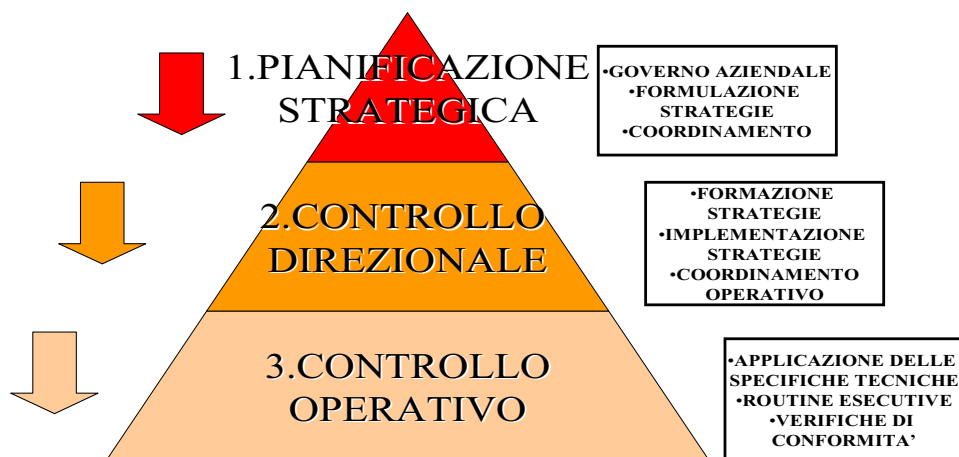 1.PIANIFICAZIONE
STRATEGICA
•GOVERNO AZIENDALE
•FORMULAZIONE
STRATEGIE
•COORDINAMENTO
2.CONTROLLO
DIREZIONALE
•FORMAZIONE
STRATEGIE
•IMPLEMENTAZIONE
STRATEGIE
•COORDINAMENTO
OPERATIVO
3.CONTROLLO
OPERATIVO
•APPLICAZIONE DELLE
SPECIFICHE TECNICHE
•ROUTINE ESECUTIVE
•VERIFICHE DI
CONFORMITA’